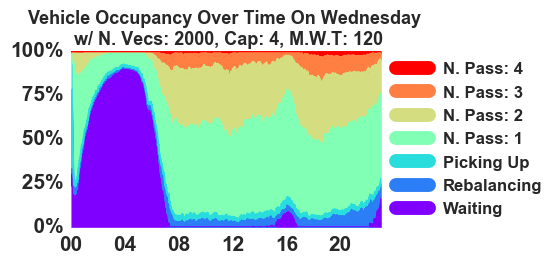 Vehicle Occupancy Over Time On Wednesday
w/ N. Vecs: 2000, Cap: 4, M.W.T: 120
100%
75%
50%
25%
0%
00 04 08 12 16 20
N. Pass: 4
N. Pass: 3
N. Pass: 2
N. Pass: 1
Picking Up
Rebalancing
Waiting